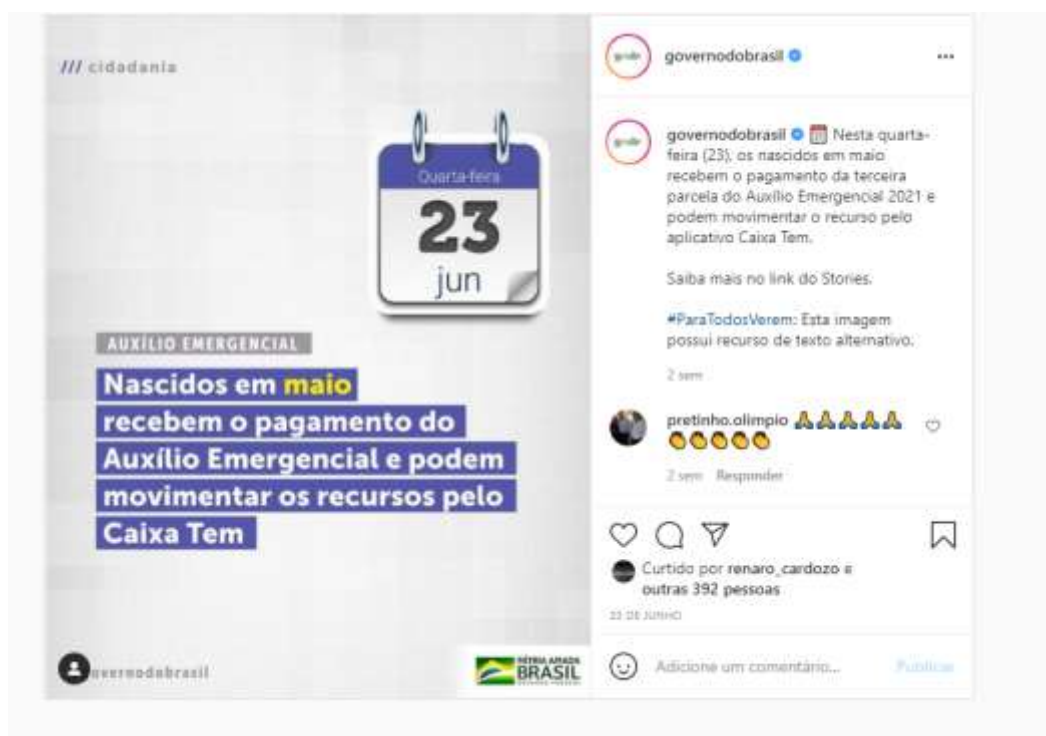 /// cidadania
Quarta-feira
23
jun
AUXÍLIO EMERGENCIAL
Nascidos em maio
recebem o pagamento do
Auxílio Emergencial e podem
movimentar os recursos pelo
Caixa Tem
governodobrasil
PÁTRIA AMADA
BRASIL
governodobrasil
governodobrasil Nesta quarta-
feira (23), os nascidos em maio
recebem o pagamento da terceira
parcela do Auxílio Emergencial 2021 e
podem movimentar o recurso pelo
aplicativo Caixa Tem.
Saiba mais no link do Stories.
#ParaTodosVerem: Esta imagem
possui recurso de texto alternativo.
2 sem
pretinho.olimpio 🙏🙏🙏🙏🙏
👏👏👏👏👏
2 sem Responder
Curtido por renaro_cardozo e
outras 392 pessoas
23 DE JUNHO
Adicione um comentário... Publicar